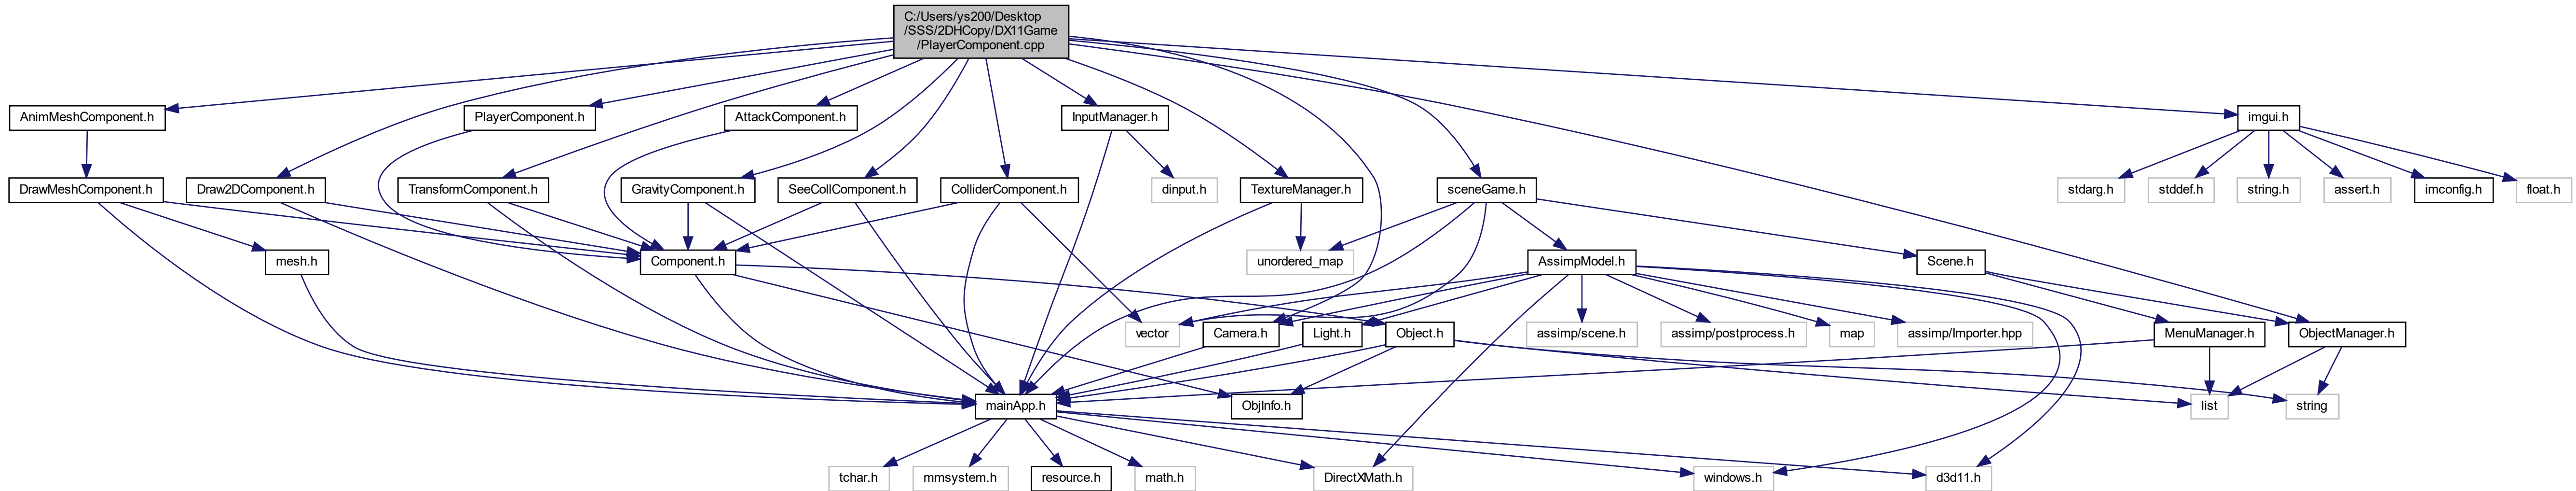 C:/Users/ys200/Desktop
/SSS/2DHCopy/DX11Game
/PlayerComponent.cpp
AnimMeshComponent.h
PlayerComponent.h
AttackComponent.h
InputManager.h
imgui.h
DrawMeshComponent.h
Draw2DComponent.h
TransformComponent.h
GravityComponent.h
SeeCollComponent.h
ColliderComponent.h
dinput.h
TextureManager.h
sceneGame.h
stdarg.h
stddef.h
string.h
assert.h
imconfig.h
float.h
mesh.h
Component.h
unordered_map
AssimpModel.h
Scene.h
vector
Camera.h
Light.h
Object.h
assimp/scene.h
assimp/postprocess.h
map
assimp/Importer.hpp
MenuManager.h
ObjectManager.h
mainApp.h
ObjInfo.h
list
string
tchar.h
mmsystem.h
resource.h
math.h
DirectXMath.h
windows.h
d3d11.h